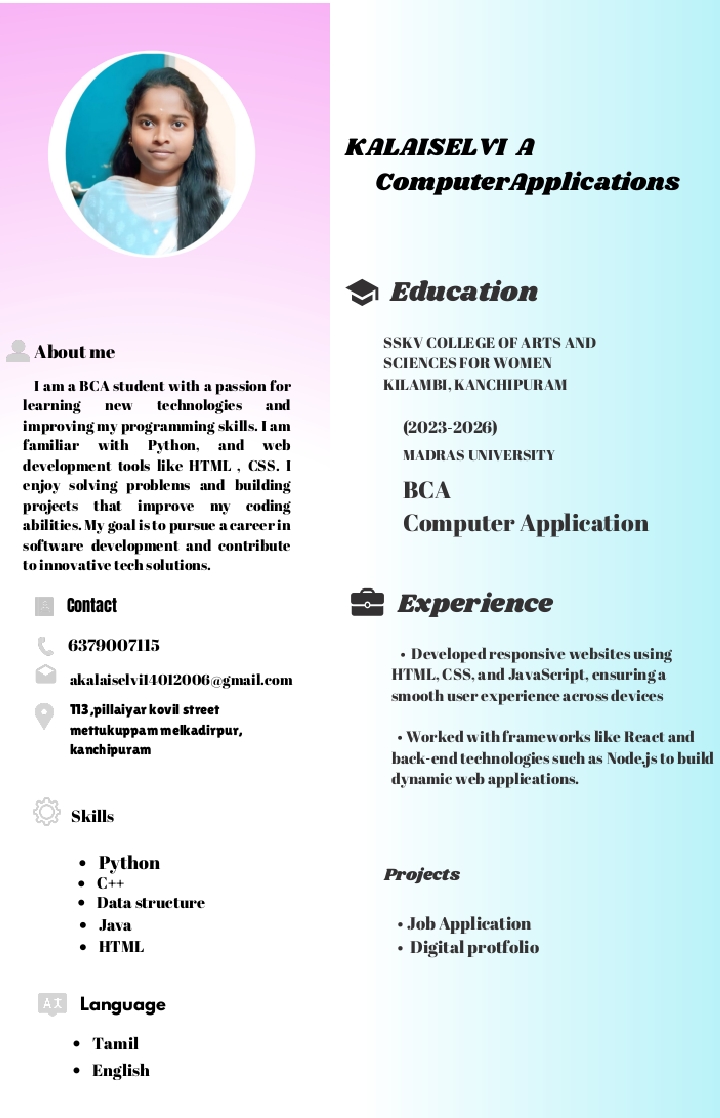 KALAISELVI A
ComputerApplications
About me
I am a BCA student with a passion for
learning new technologies and
improving my programming skills. I am
familiar with Python, and web
development tools like HTML , CSS. I
enjoy solving problems and building
projects that improve my coding
abilities. My goal is to pursue a career in
software development and contribute
to innovative tech solutions.
Contact
6379007115
akalaiselvi14012006@gmail.com
113,pillaiyar kovil street
mettukuppam melkadirpur,
kanchipuram
Skills
• Python
• C++
• Data structure
• Java
• HTML
Language
• Tamil
• English
Education
SSKV COLLEGE OF ARTS AND
SCIENCES FOR WOMEN
KILAMBI, KANCHIPURAM
(2023-2026)
MADRAS UNIVERSITY
BCA
Computer Application
Experience
• Developed responsive websites using
HTML, CSS, and JavaScript, ensuring a
smooth user experience across devices
• Worked with frameworks like React and
back-end technologies such as Node.js to build
dynamic web applications.
Projects
• Job Application
• Digital protfolio